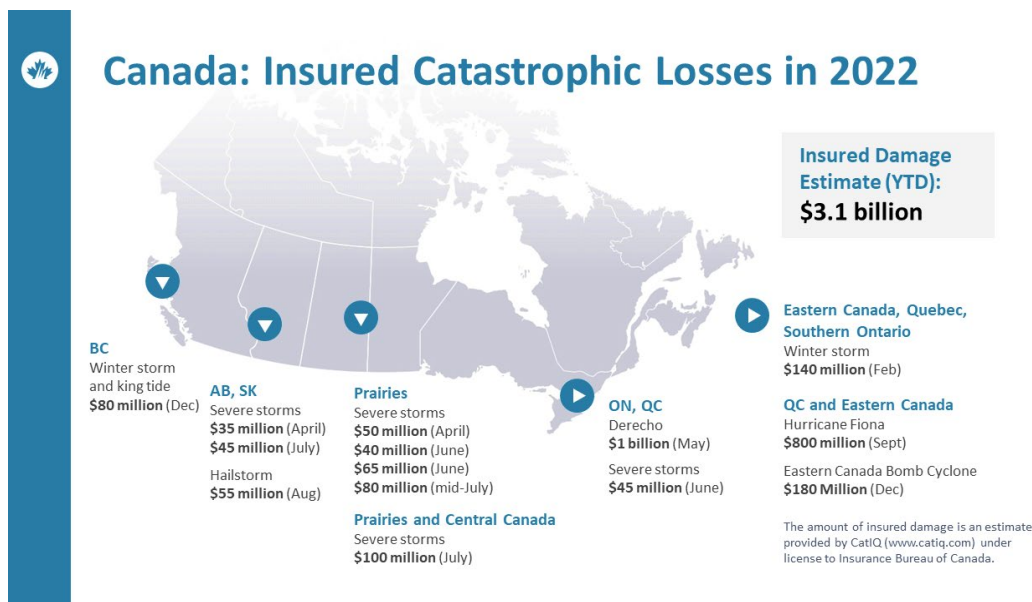 Canada: Insured Catastrophic Losses in 2022
Insured Damage
Estimate (YTD):
$3.1 billion
BC
Winter storm
and king tide
$80 million (Dec)
AB, SK
Severe storms
$35 million (April)
$45 million (July)
Hailstorm
$55 million (Aug)
Prairies
Severe storms
$50 million (April)
$40 million (June)
$65 million (June)
$80 million (mid-July)
Prairies and Central Canada
Severe storms
$100 million (July)
ON, QC
Derecho
$1 billion (May)
Severe storms
$45 million (June)
Eastern Canada, Quebec,
Southern Ontario
Winter storm
$140 million (Feb)
QC and Eastern Canada
Hurricane Fiona
$800 million (Sept)
Eastern Canada Bomb Cyclone
$180 Million (Dec)
The amount of insured damage is an estimate
provided by CatIQ (www.catiq.com) under
license to Insurance Bureau of Canada.